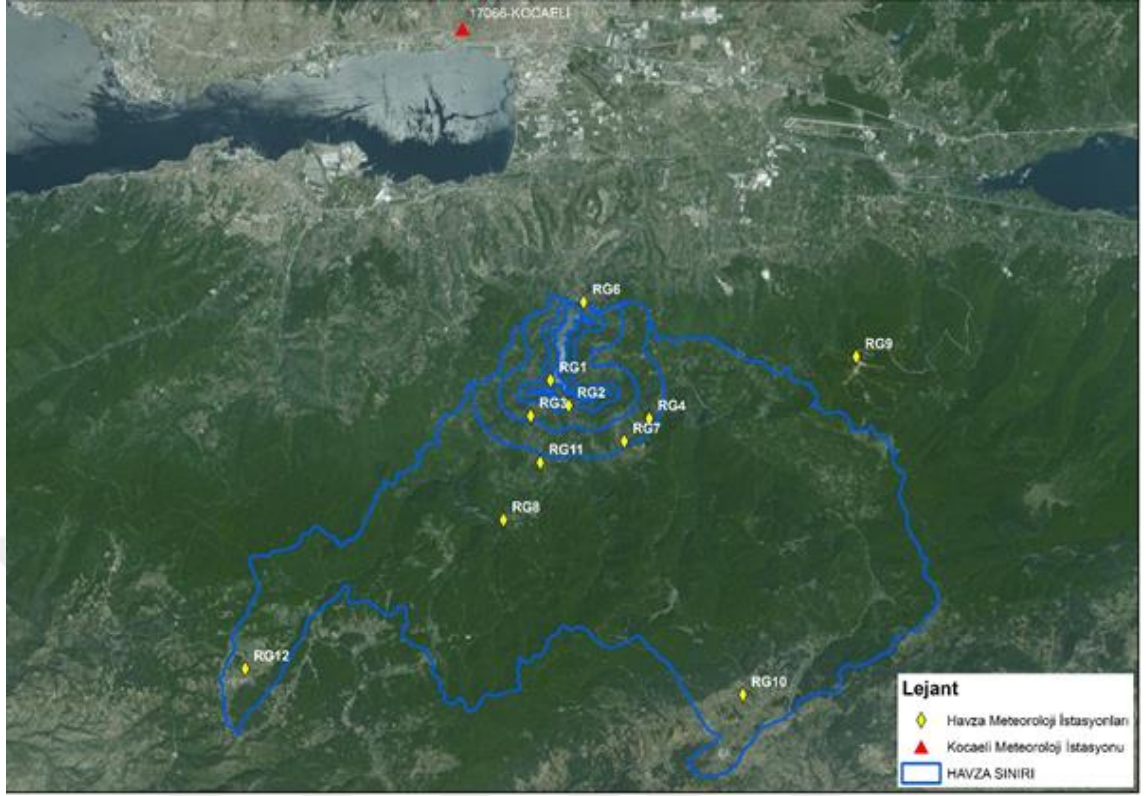 17066-KOCAELİ
RG6
RG9
RG1
RG2
RG3
RG4
RG7
RG11
RG8
RG12
RG10
Lejant
Havza Meteoroloji İstasyonları
Kocaeli Meteoroloji İstasyonu
HAVZA SINIRI